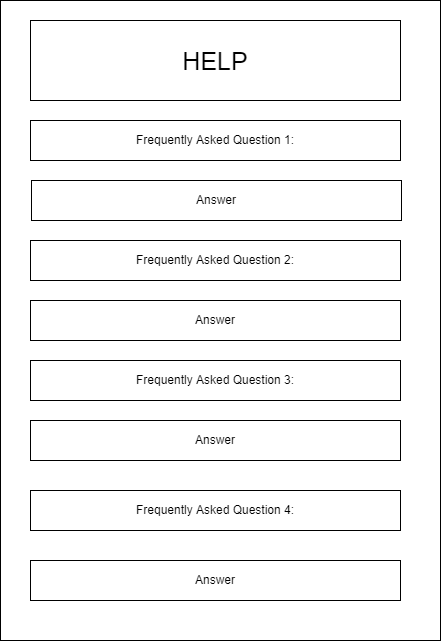 HELP
Frequently Asked Question 1:
Answer
Frequently Asked Question 2:
Answer
Frequently Asked Question 3:
Answer
Frequently Asked Question 4:
Answer